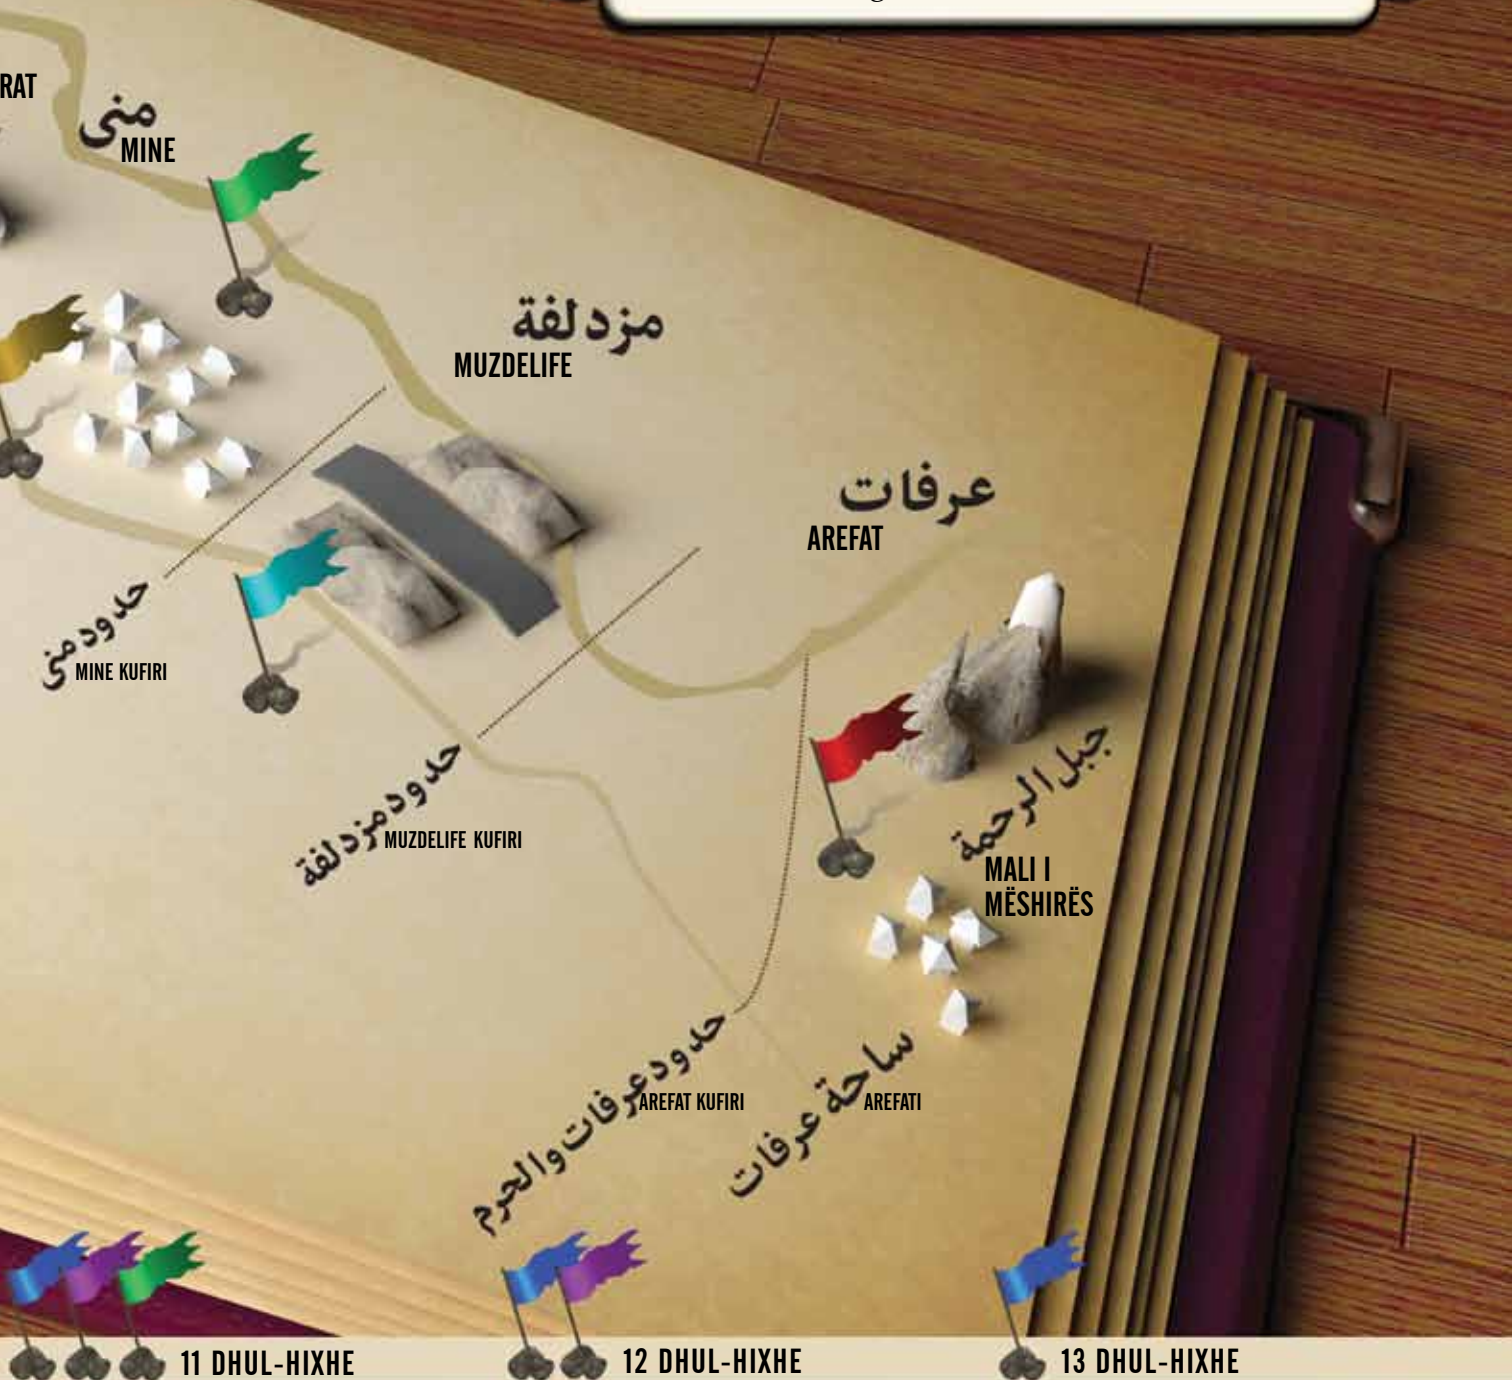 RAT
منى
MINE
مزدلفة
MUZDELIFE
عرفات
AREFAT
حدود منى
MINE KUFIRI
حدود مزدلفة
MUZDELIFE KUFIRI
جبل الرحمة
MALI I
MËSHIRËS
حدود عرفات والحرم
AREFAT KUFIRI
ساحة عرفات
AREFATI
11 DHUL-HIXHE
12 DHUL-HIXHE
13 DHUL-HIXHE